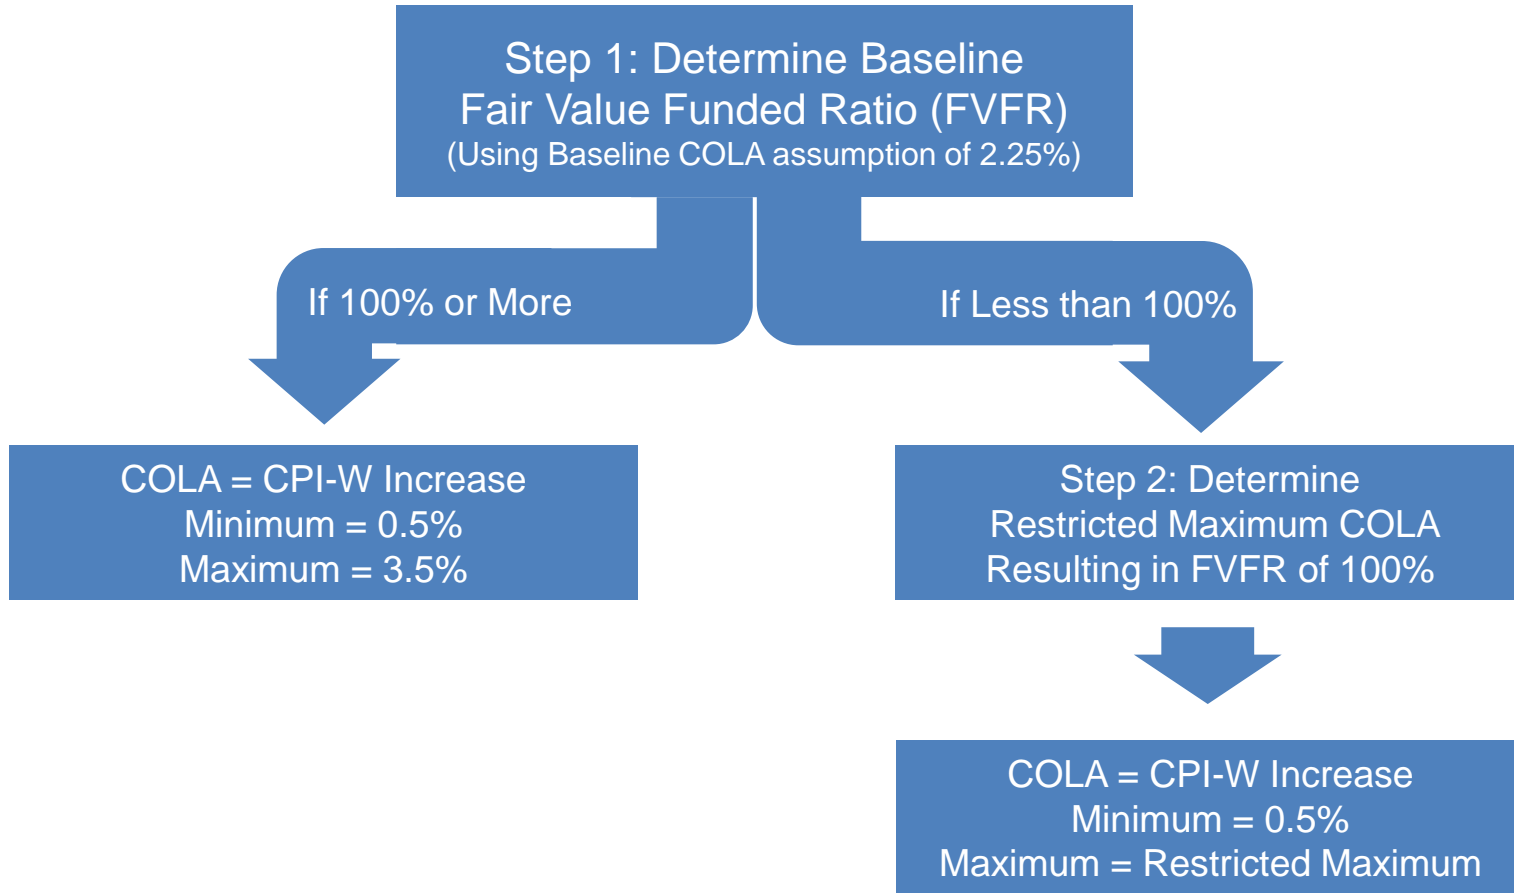 Step 1: Determine Baseline
Fair Value Funded Ratio (FVFR)
(Using Baseline COLA assumption of 2.25%)
If 100% or More
If Less than 100%
COLA = CPI-W Increase
Minimum = 0.5%
Maximum = 3.5%
Step 2: Determine
Restricted Maximum COLA
Resulting in FVFR of 100%
COLA = CPI-W Increase
Minimum = 0.5%
Maximum = Restricted Maximum